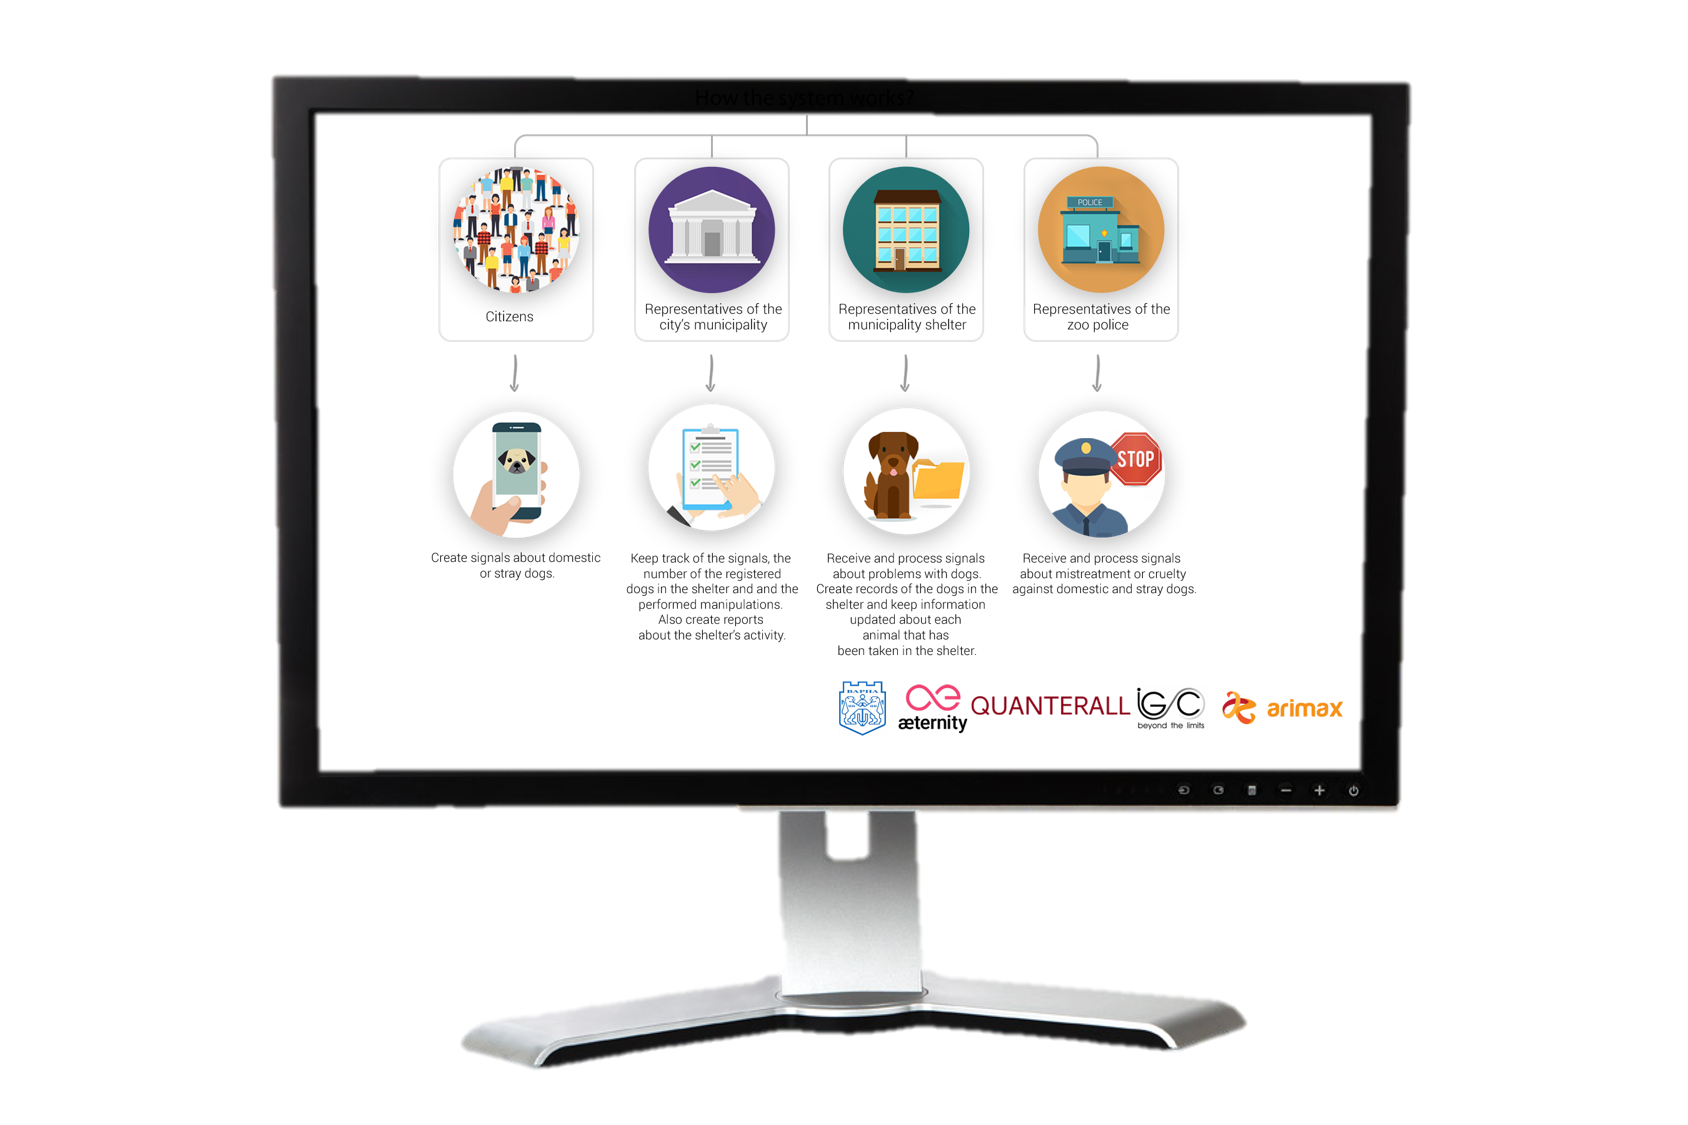 How the system works?
POLICE
Citizens
Representatives of the
city's municipality
Representatives of the
municipality shelter
Representatives of the
zoo police
STOP
Create signals about domestic
or stray dogs.
Keep track of the signals, the
number of the registered
dogs in the shelter and and the
performed manipulations.
Also create reports
about the shelter's activity.
Receive and process signals
about problems with dogs.
Create records of the dogs in the
shelter and keep information
updated about each
animal that has
been taken in the shelter.
Receive and process signals
about mistreatment or cruelty
against domestic and stray dogs.
ВАРНА
æternity
QUANTERALL
iG/C
beyond the limits
arimax